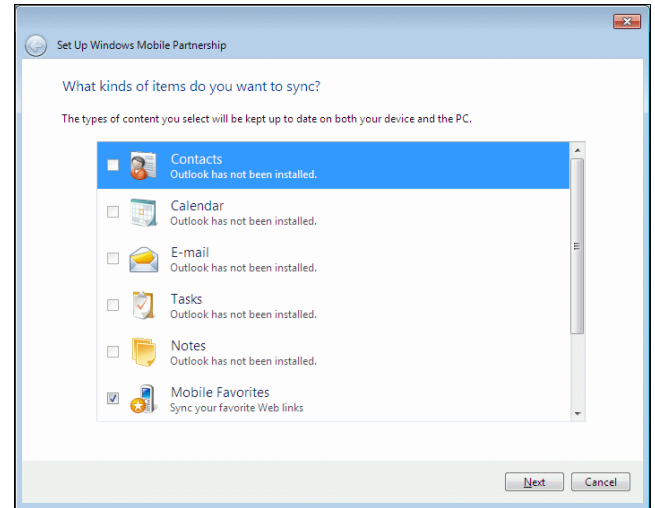 Set Up Windows Mobile Partnership
What kinds of items do you want to sync?
The types of content you select will be kept up to date on both your device and the PC.
Contacts
Outlook has not been installed.
Calendar
Outlook has not been installed.
E-mail
Outlook has not been installed.
Tasks
Outlook has not been installed.
Notes
Outlook has not been installed.
Mobile Favorites
Sync your favorite Web links
Next Cancel